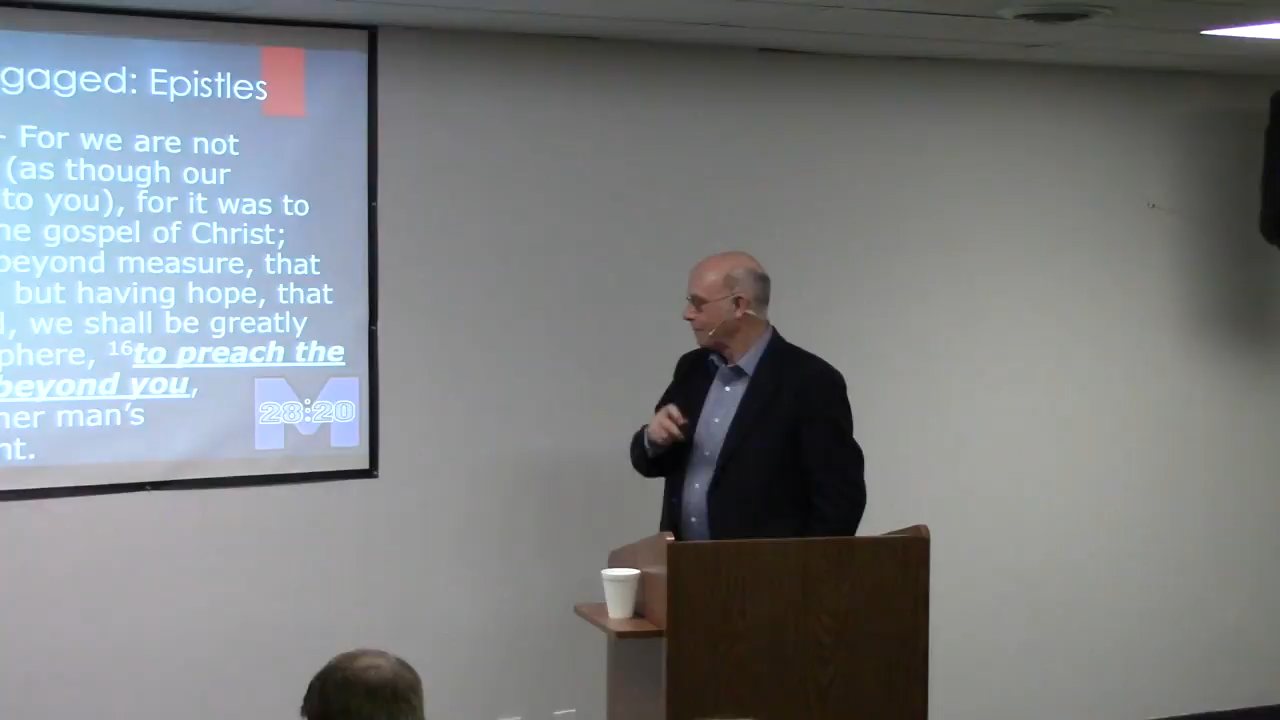 gaged: Epistles
- For we are not
(as though our
to you), for it was to
he gospel of Christ;
beyond measure, that
but having hope, that
, we shall be greatly
phere, ¹⁶to preach the
beyond you,
her man's
nt.
M
28:20